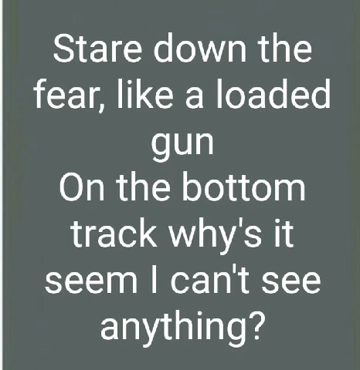 Stare down the
fear, like a loaded
gun
On the bottom
track why's it
seem I can't see
anything?